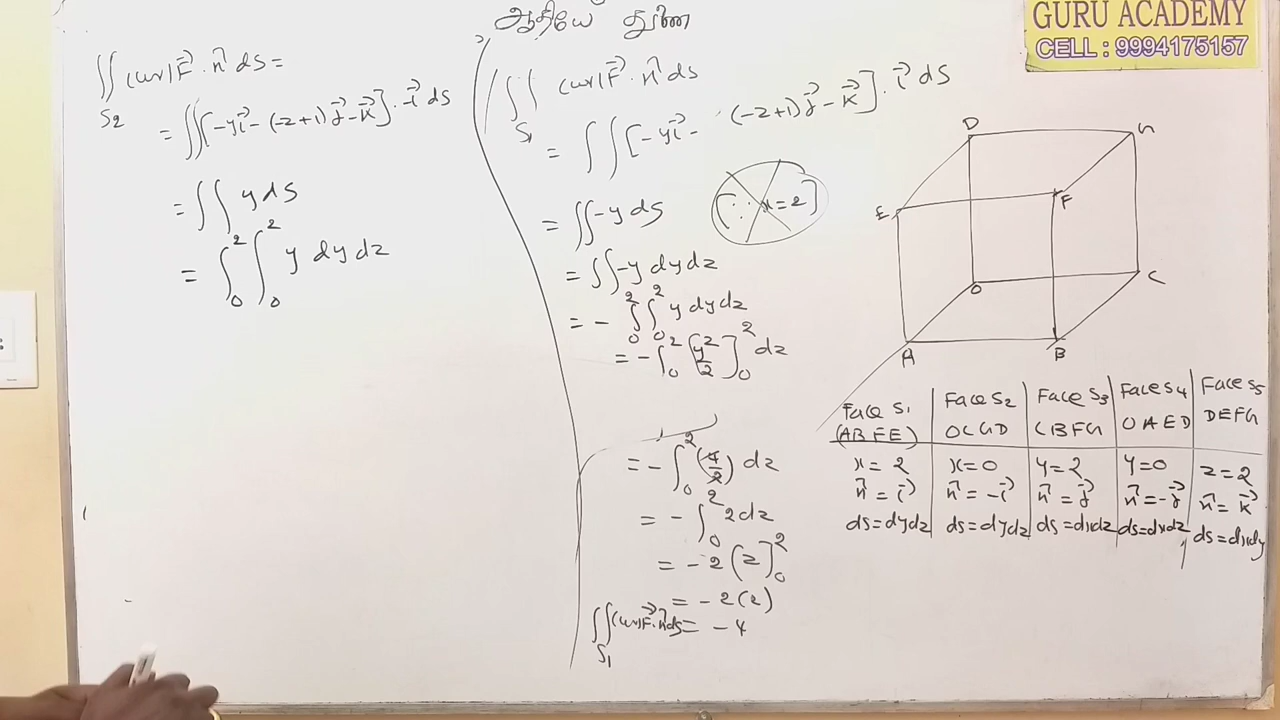 ஆதியே துணை
GURU ACADEMY
CELL : 9994175157
∬ curl F⃗ · n̂ ds =
S₂
= ∬[-yi⃗ - (-z+1)j⃗ - k⃗] · -i⃗ ds
= ∬ y ds
= ∫₀² ∫₀² y dy dz
∬ curl F⃗ · n̂ ds
S₁
= ∬ [-yi⃗ - (-z+1)j⃗ - k⃗] · i⃗ ds
= ∬ -y ds [∵ x=2]
= ∬ -y dy dz
= - ∫₀² ∫₀² y dy dz
= - ∫₀² [y²/2]₀² dz
= - ∫₀² (4/2) dz
= - ∫₀² 2 dz
= -2 [z]₀²
= -2(2)
∬ curl F⃗ · n̂ ds = -4
S₁
D G
E F
O C
A B
Face S₁ | Face S₂ | Face S₃ | Face S₄ | Face S₅
(ABFE) | OCGD | CBFG | OAED | DEFG
x=2 | x=0 | y=2 | y=0 | z=2
n̂ = i⃗ | n̂ = -i⃗ | n̂ = j⃗ | n̂ = -j⃗ | n̂ = k⃗
ds=dydz | ds=dydz | ds=dxdz | ds=dxdz | ds=dxdy